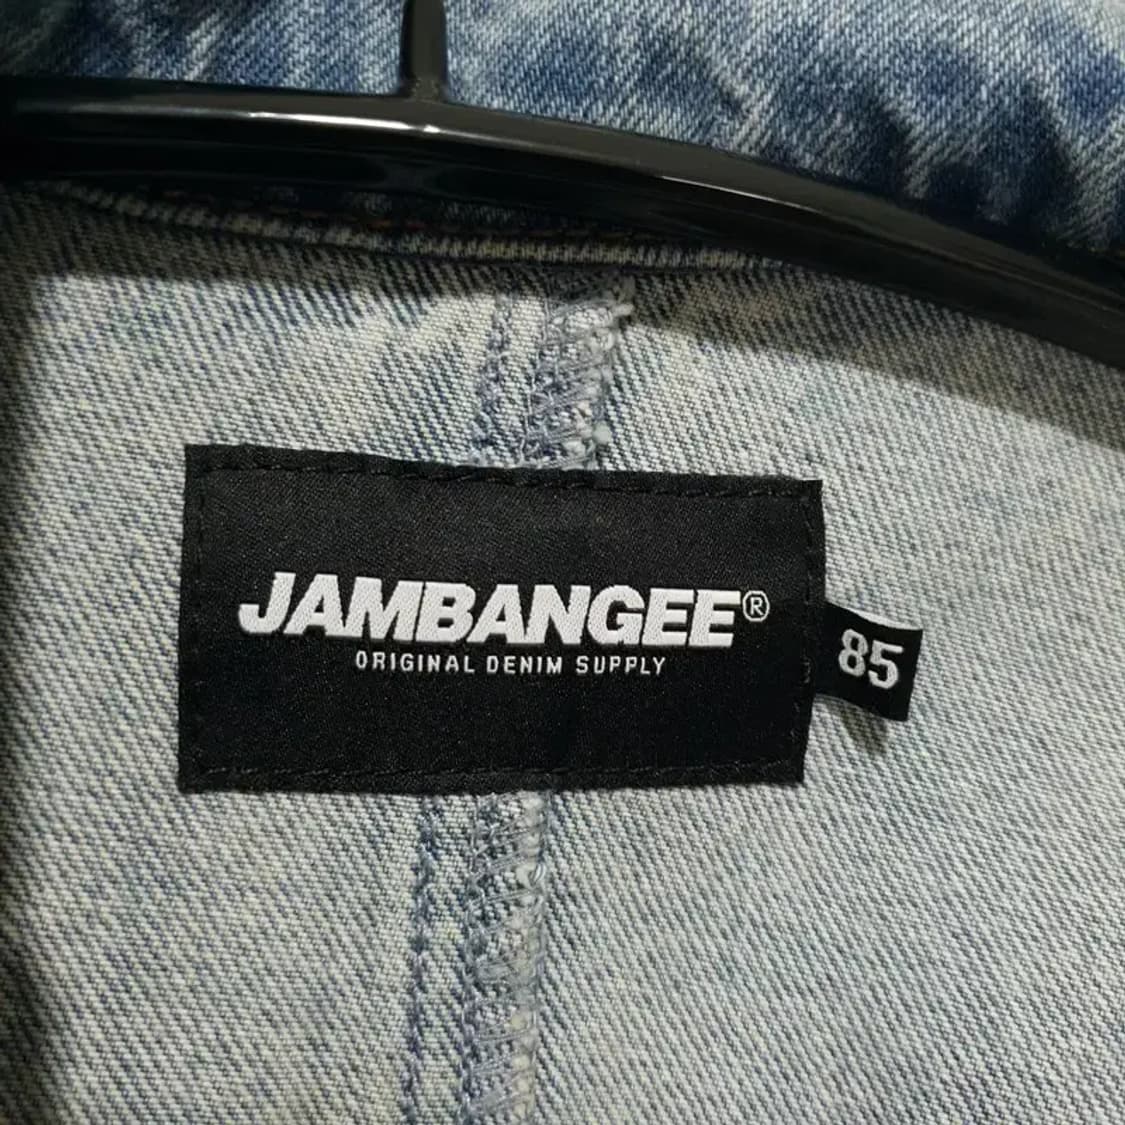 JAMBANGEE®
ORIGINAL DENIM SUPPLY
85